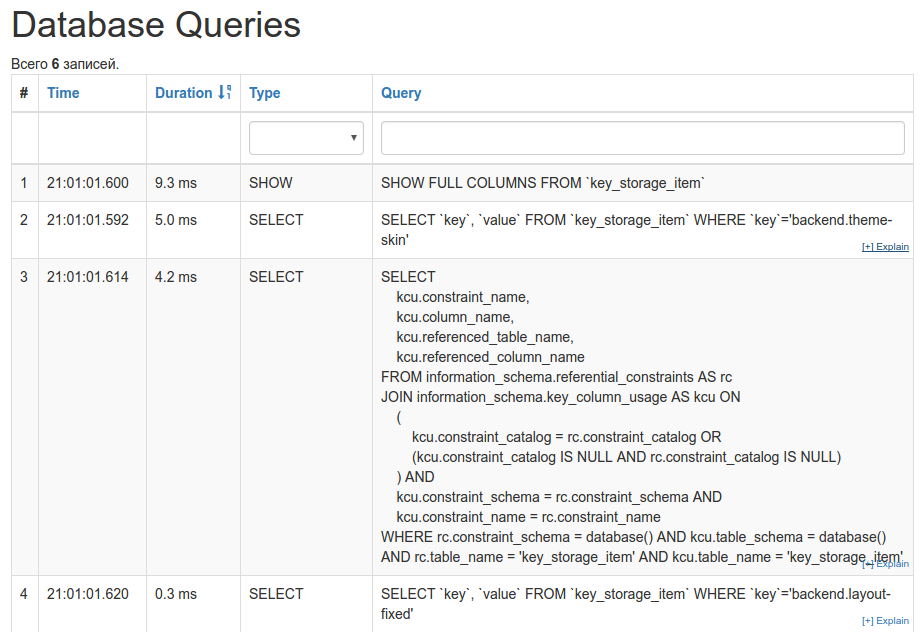 Database Queries
Всего 6 записей.
# Time Duration Type Query
1 21:01:01.600 9.3 ms SHOW SHOW FULL COLUMNS FROM `key_storage_item`
2 21:01:01.592 5.0 ms SELECT SELECT `key`, `value` FROM `key_storage_item` WHERE `key`='backend.theme-
skin'
[+] Explain
3 21:01:01.614 4.2 ms SELECT SELECT
kcu.constraint_name,
kcu.column_name,
kcu.referenced_table_name,
kcu.referenced_column_name
FROM information_schema.referential_constraints AS rc
JOIN information_schema.key_column_usage AS kcu ON
(
kcu.constraint_catalog = rc.constraint_catalog OR
(kcu.constraint_catalog IS NULL AND rc.constraint_catalog IS NULL)
) AND
kcu.constraint_schema = rc.constraint_schema AND
kcu.constraint_name = rc.constraint_name
WHERE rc.constraint_schema = database() AND kcu.table_schema = database()
AND rc.table_name = 'key_storage_item' AND kcu.table_name = 'key_storage_item'
[+] Explain
4 21:01:01.620 0.3 ms SELECT SELECT `key`, `value` FROM `key_storage_item` WHERE `key`='backend.layout-
fixed'
[+] Explain